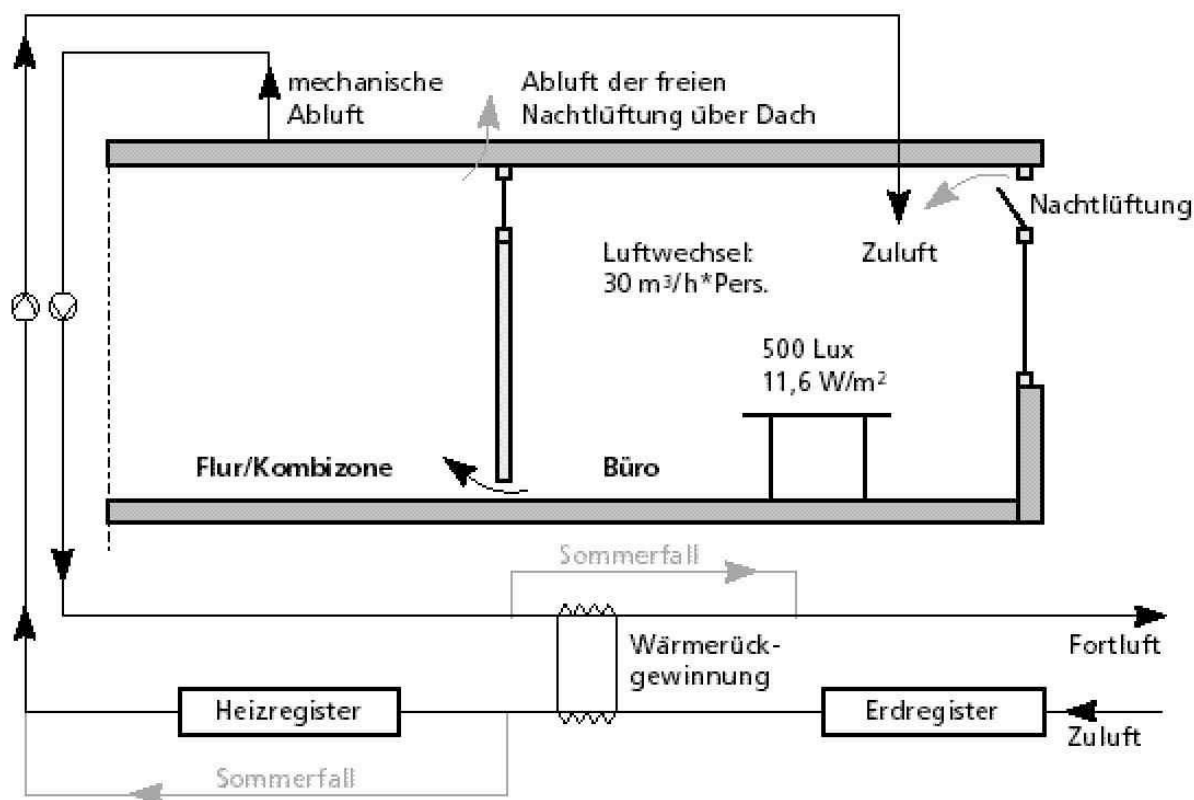 mechanische
Abluft
Abluft der freien
Nachtlüftung über Dach
Nachtlüftung
Luftwechsel:
30 m³/h*Pers.
Zuluft
500 Lux
11,6 W/m²
Flur/Kombizone
Büro
Sommerfall
Fortluft
Wärmerück-
gewinnung
Heizregister
Erdregister
Zuluft
Sommerfall